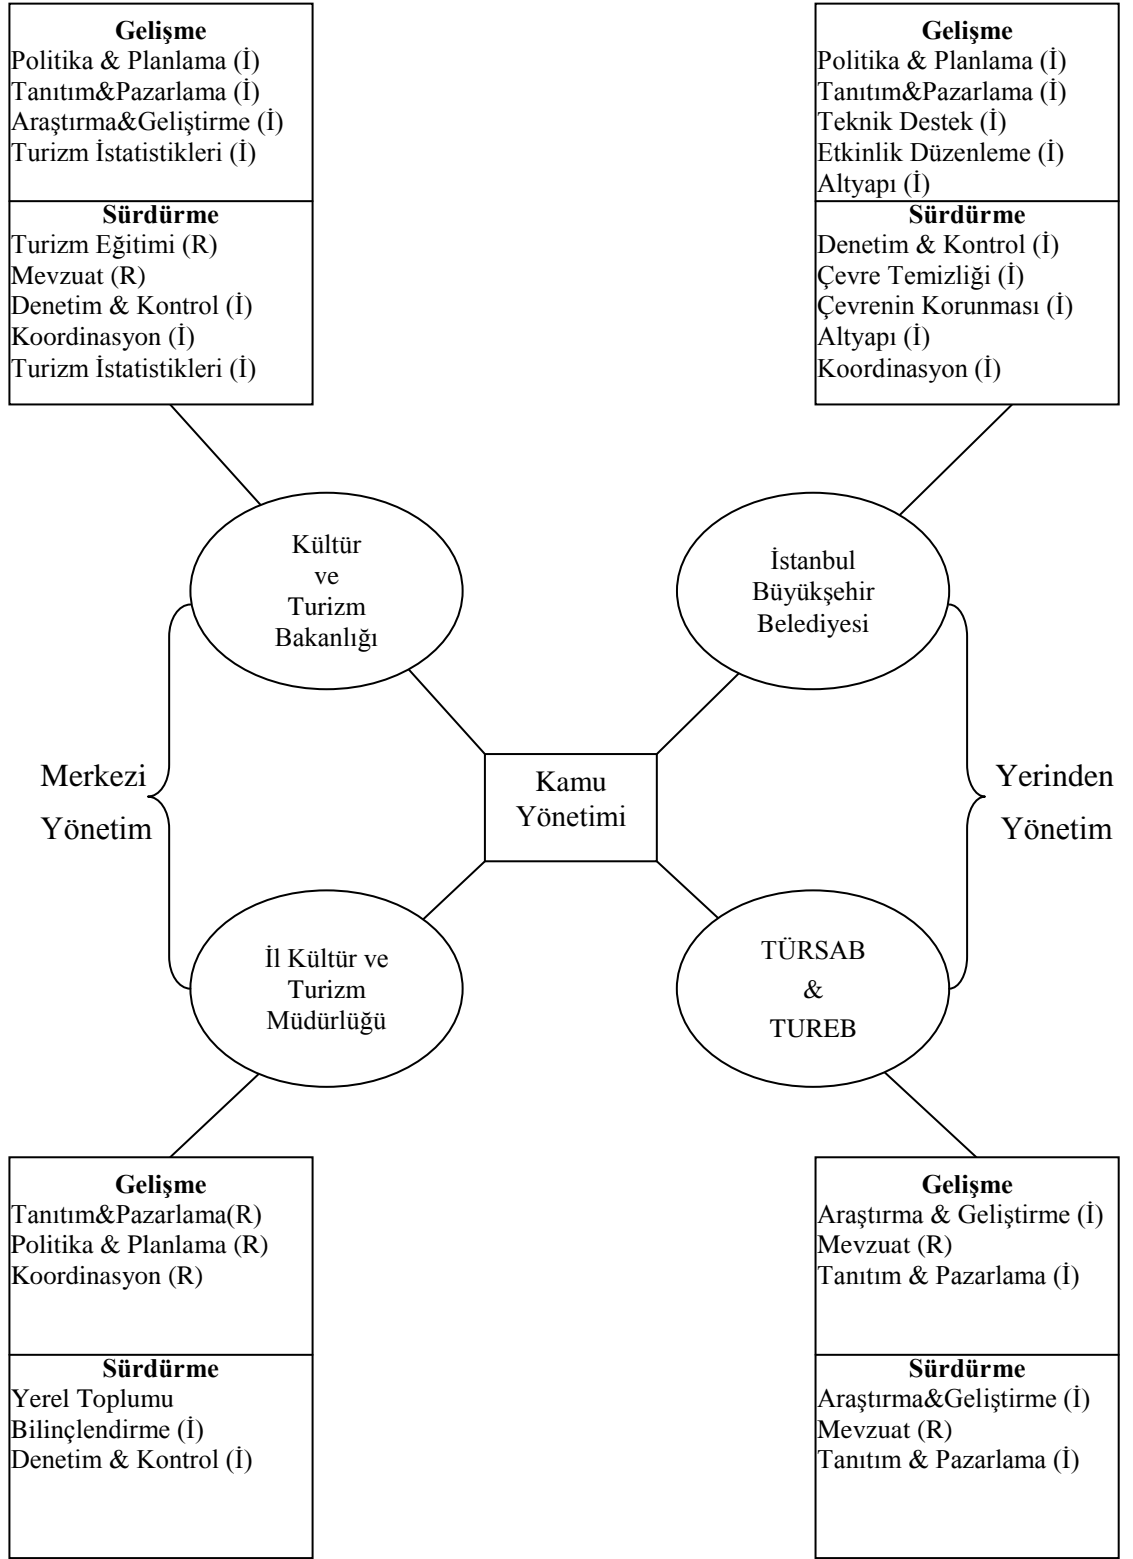 Gelişme
Politika & Planlama (İ)
Tanıtım&Pazarlama (İ)
Araştırma&Geliştirme (İ)
Turizm İstatistikleri (İ)
Sürdürme
Turizm Eğitimi (R)
Mevzuat (R)
Denetim & Kontrol (İ)
Koordinasyon (İ)
Turizm İstatistikleri (İ)
Gelişme
Politika & Planlama (İ)
Tanıtım&Pazarlama (İ)
Teknik Destek (İ)
Etkinlik Düzenleme (İ)
Altyapı (İ)
Sürdürme
Denetim & Kontrol (İ)
Çevre Temizliği (İ)
Çevrenin Korunması (İ)
Altyapı (İ)
Koordinasyon (İ)
Kültür
ve
Turizm
Bakanlığı
İstanbul
Büyükşehir
Belediyesi
Merkezi
Yönetim
Kamu
Yönetimi
Yerinden
Yönetim
İl Kültür ve
Turizm
Müdürlüğü
TÜRSAB
&
TUREB
Gelişme
Tanıtım&Pazarlama(R)
Politika & Planlama (R)
Koordinasyon (R)
Sürdürme
Yerel Toplumu
Bilinçlendirme (İ)
Denetim & Kontrol (İ)
Gelişme
Araştırma & Geliştirme (İ)
Mevzuat (R)
Tanıtım & Pazarlama (İ)
Sürdürme
Araştırma&Geliştirme (İ)
Mevzuat (R)
Tanıtım & Pazarlama (İ)